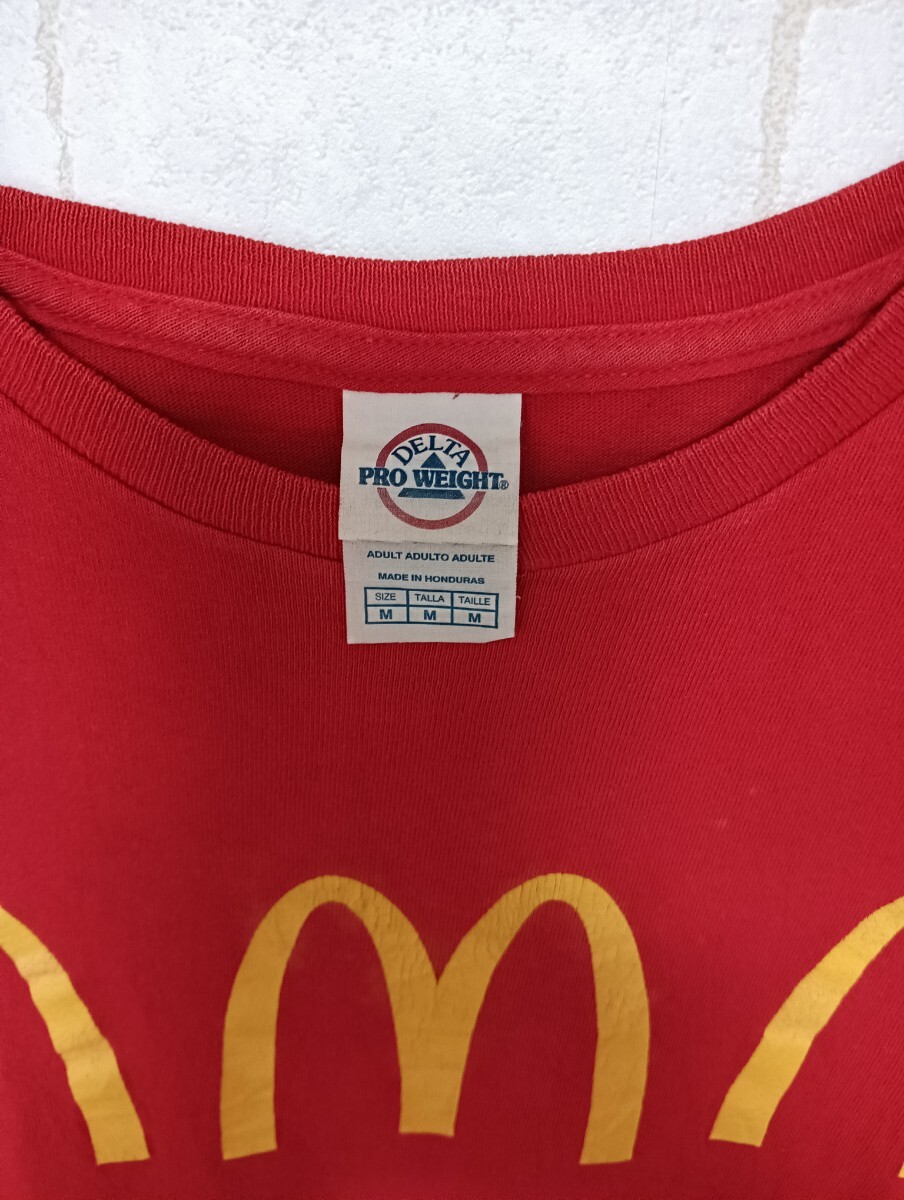 DELTA
PRO WEIGHT®
ADULT ADULTO ADULTE
MADE IN HONDURAS
SIZE TALLA TAILLE
M M M